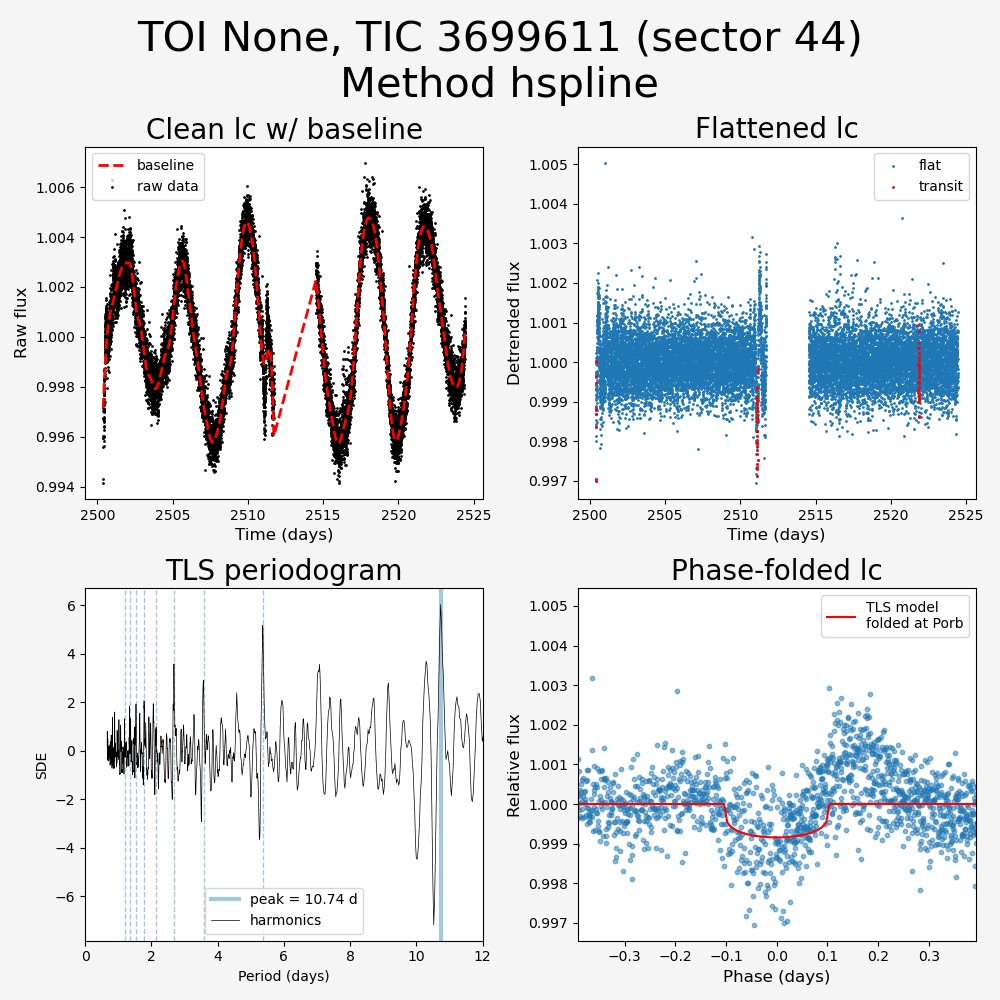 TOI None, TIC 3699611 (sector 44)
Method hspline
Clean lc w/ baseline
baseline
raw data
Raw flux
1.006
1.004
1.002
1.000
0.998
0.996
0.994
2500
2505
2510
2515
2520
2525
Time (days)
Flattened lc
flat
transit
Detrended flux
1.005
1.004
1.003
1.002
1.001
1.000
0.999
0.998
0.997
2500
2505
2510
2515
2520
2525
Time (days)
TLS periodogram
SDE
6
4
2
0
−2
−4
−6
peak = 10.74 d
harmonics
0
2
4
6
8
10
12
Period (days)
Phase-folded lc
TLS model
folded at Porb
Relative flux
1.005
1.004
1.003
1.002
1.001
1.000
0.999
0.998
0.997
−0.3
−0.2
−0.1
0.0
0.1
0.2
0.3
Phase (days)